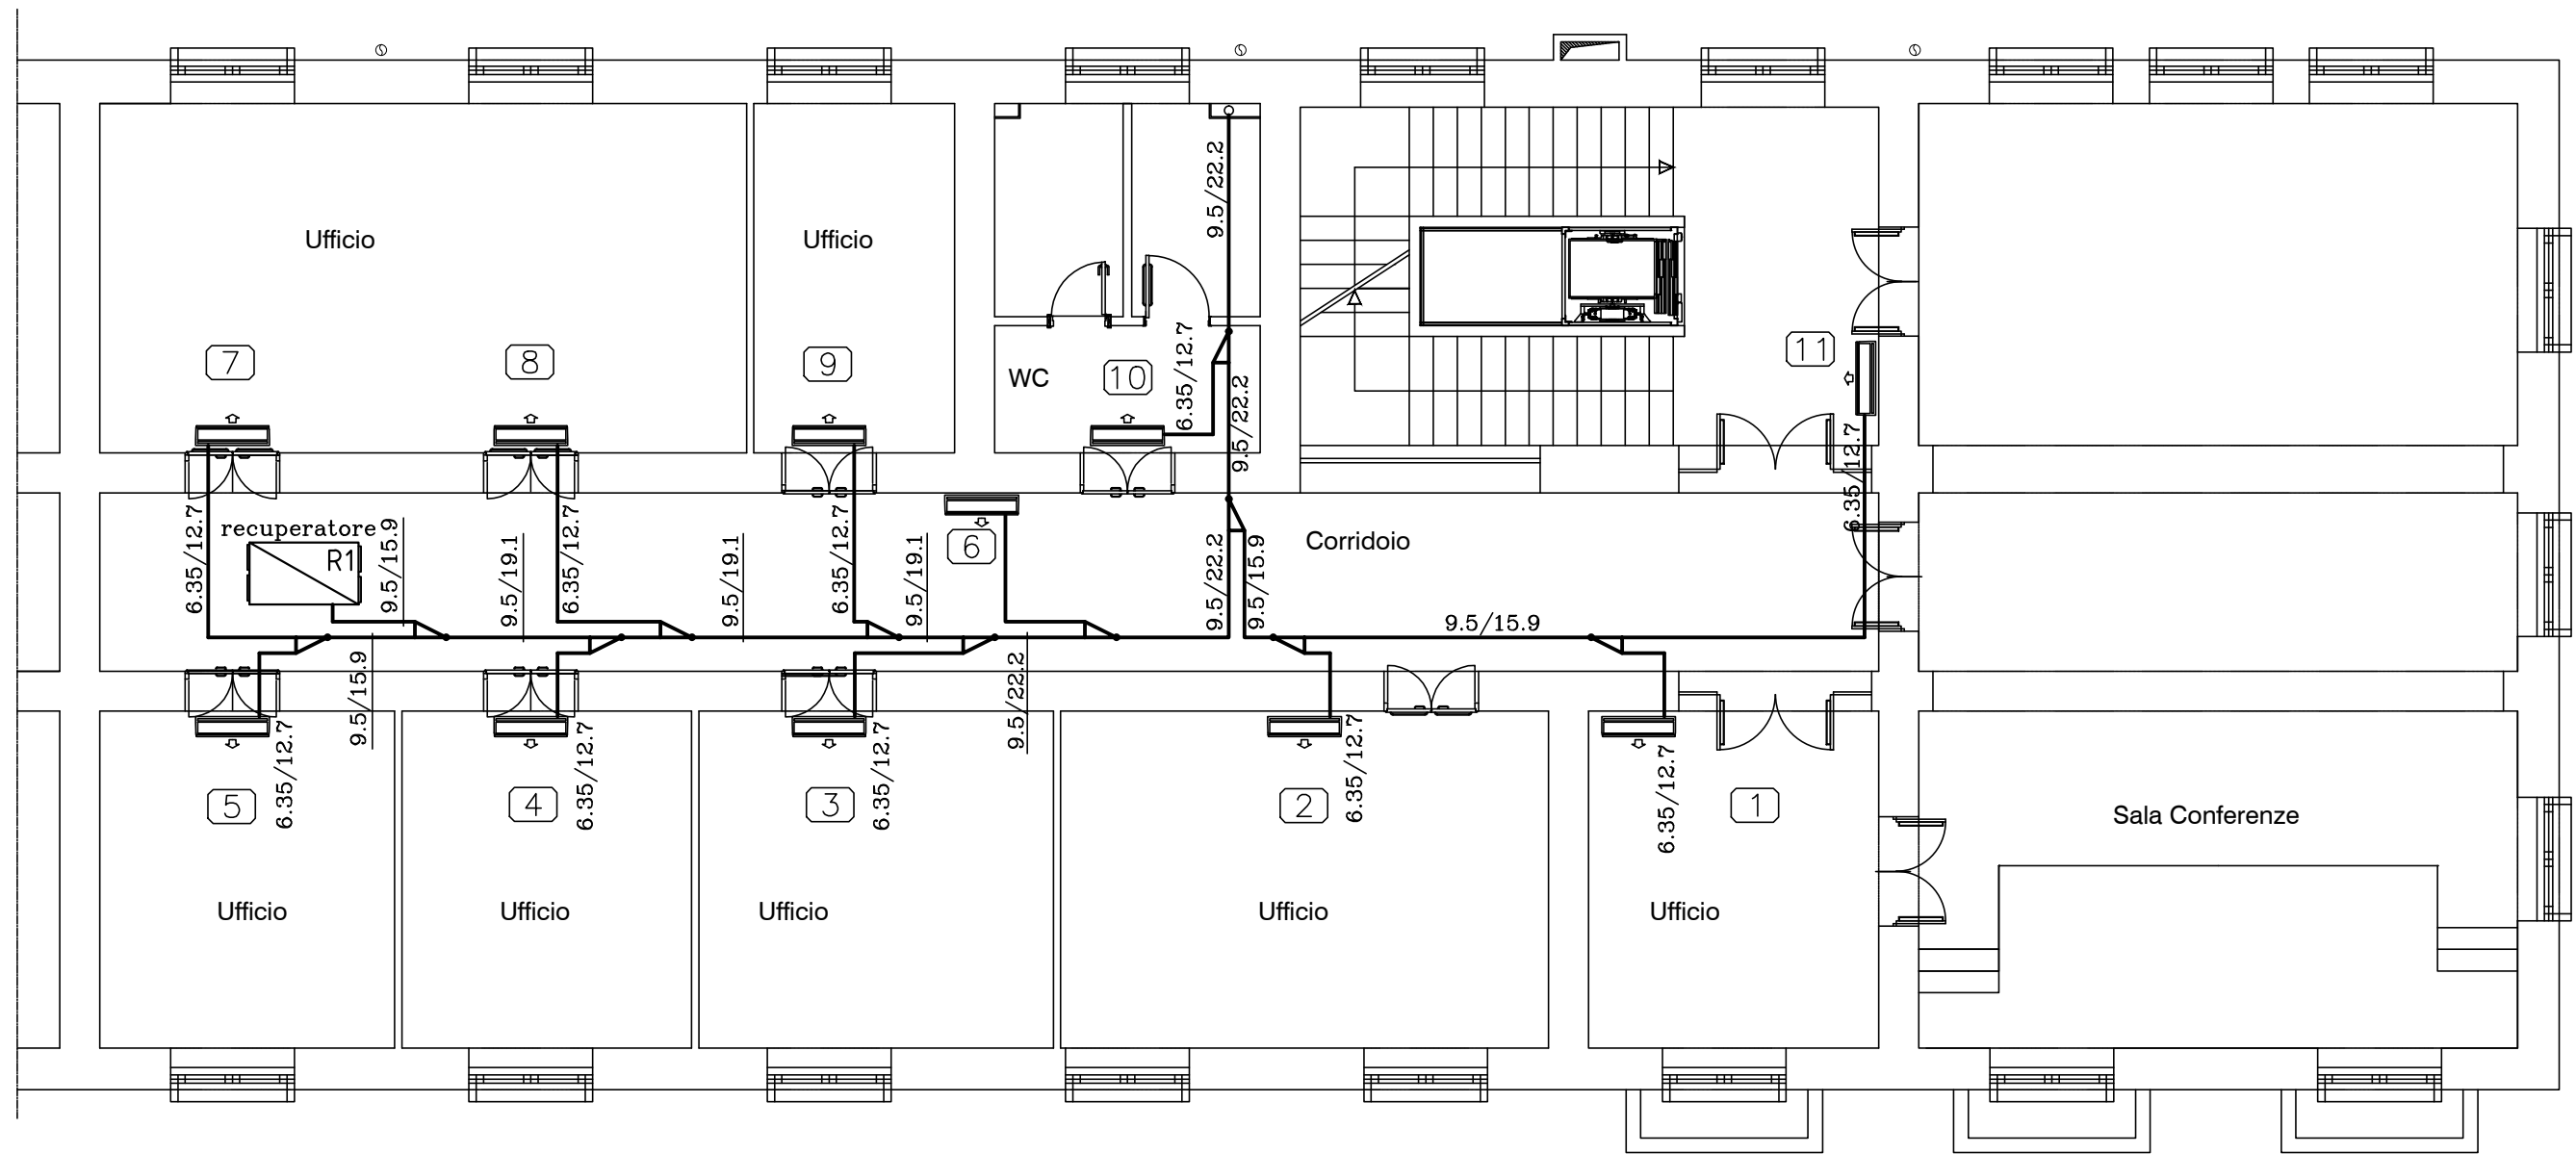 9.5/22.2
Ufficio
Ufficio
7
8
9
WC
10
6.35/12.7
9.5/22.2
11
6.35/12.7
6.35/12.7
recuperatore
R1
9.5/15.9
9.5/19.1
6.35/12.7
9.5/19.1
6.35/12.7
9.5/19.1
6
9.5/22.2
9.5/15.9
Corridoio
9.5/15.9
9.5/15.9
9.5/22.2
5
6.35/12.7
4
6.35/12.7
3
6.35/12.7
2
6.35/12.7
6.35/12.7
1
Sala Conferenze
Ufficio
Ufficio
Ufficio
Ufficio
Ufficio